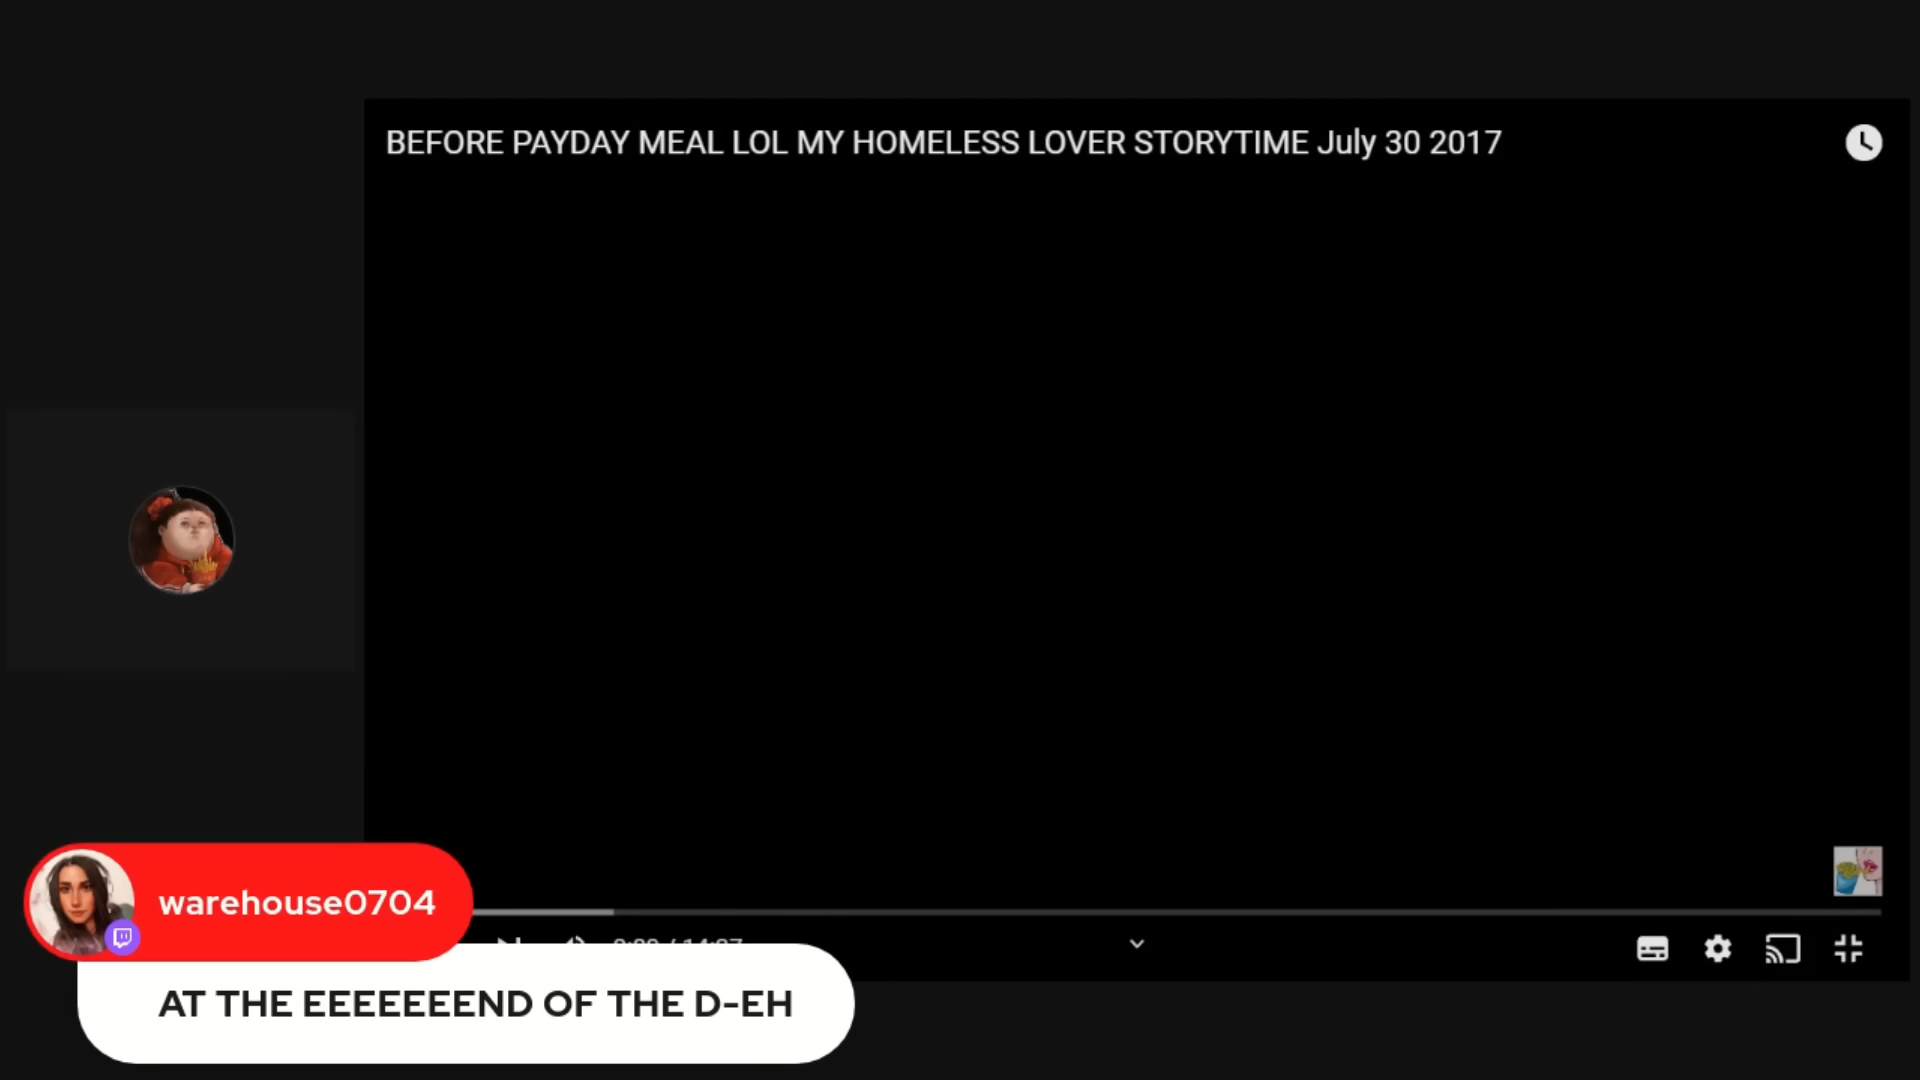 BEFORE PAYDAY MEAL LOL MY HOMELESS LOVER STORYTIME July 30 2017
warehouse0704
AT THE EEEEEEEND OF THE D-EH